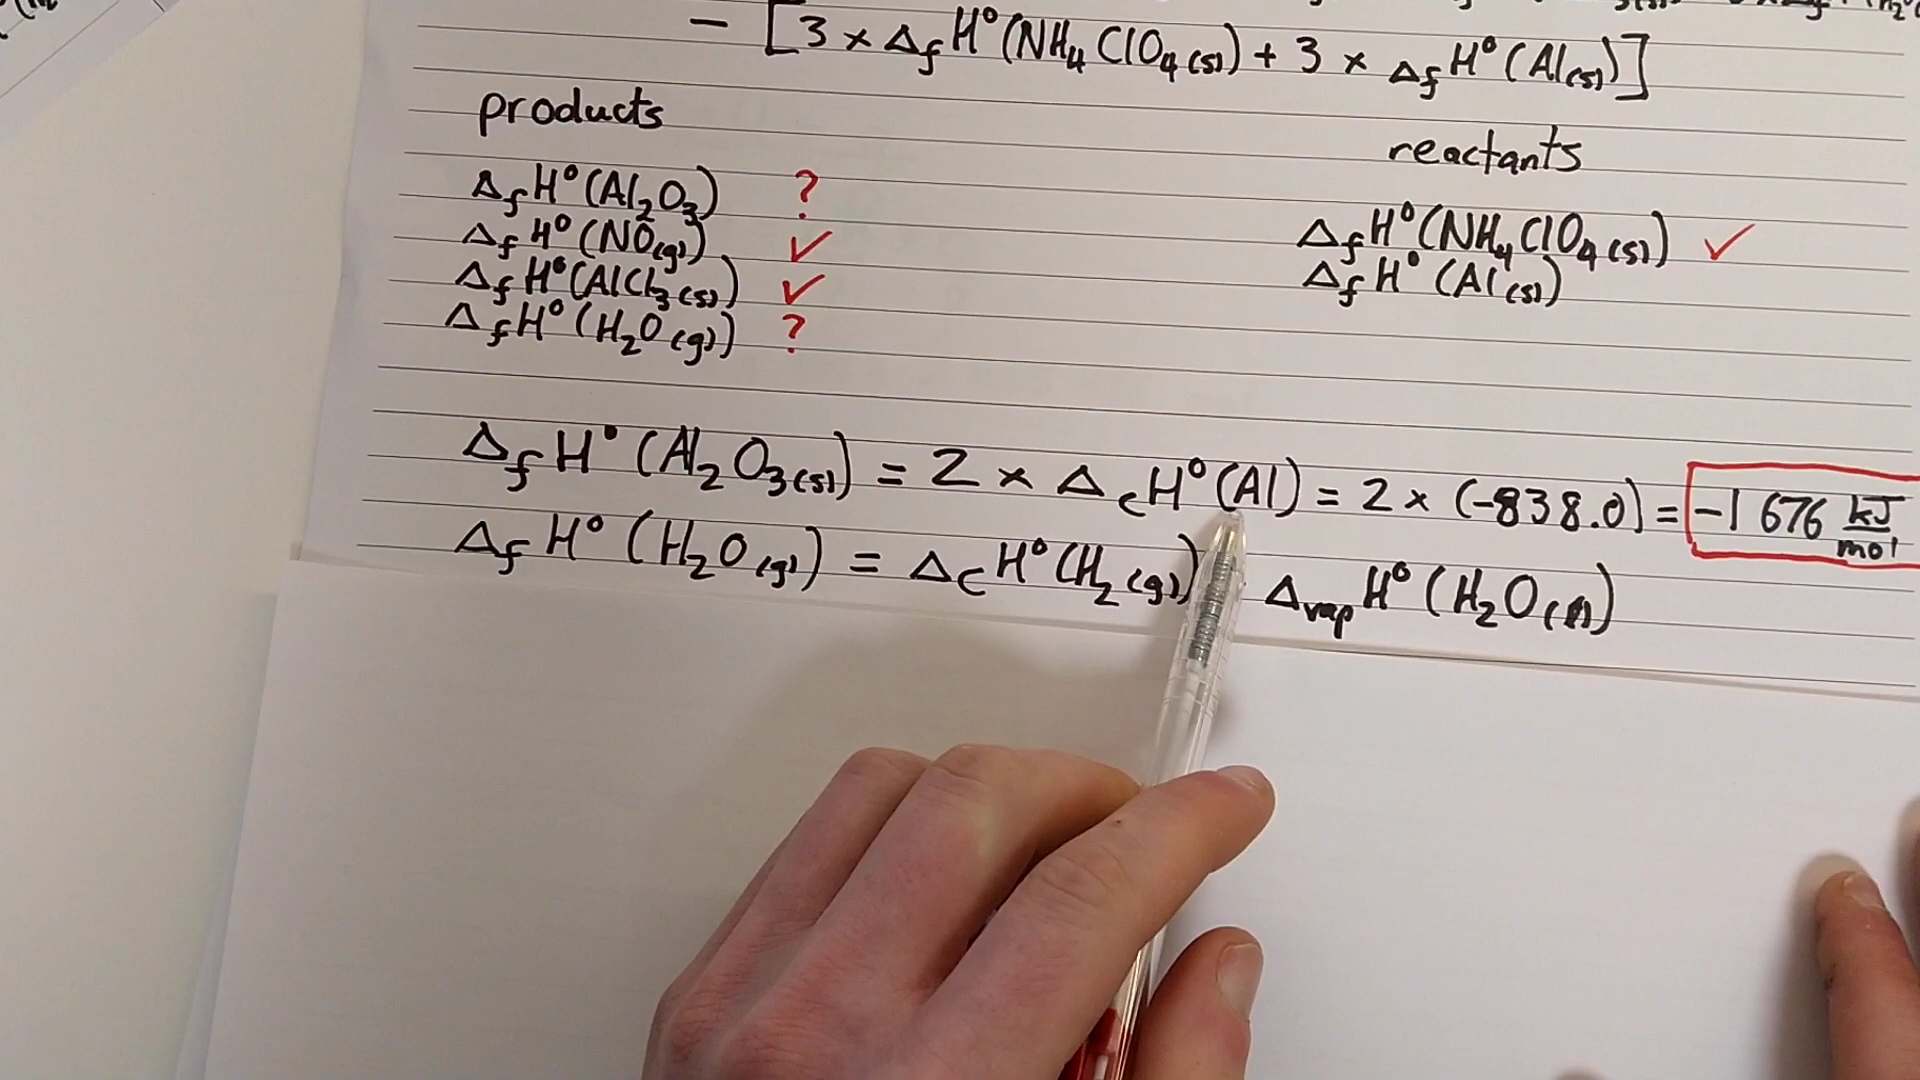 − [3 × ΔfH°(NH₄ClO₄(s)) + 3 × ΔfH°(Al(s))]
products
reactants
ΔfH°(Al₂O₃) ?
ΔfH°(NO(g)) ✓
ΔfH°(AlCl₃(s)) ✓
ΔfH°(H₂O(g)) ?
ΔfH°(NH₄ClO₄(s)) ✓
ΔfH°(Al(s))
ΔfH°(Al₂O₃(s)) = 2 × ΔcH°(Al) = 2 × (-838.0) = -1 676 kJ/mol
ΔfH°(H₂O(g)) = ΔcH°(H₂(g)) ΔvapH°(H₂O(l))